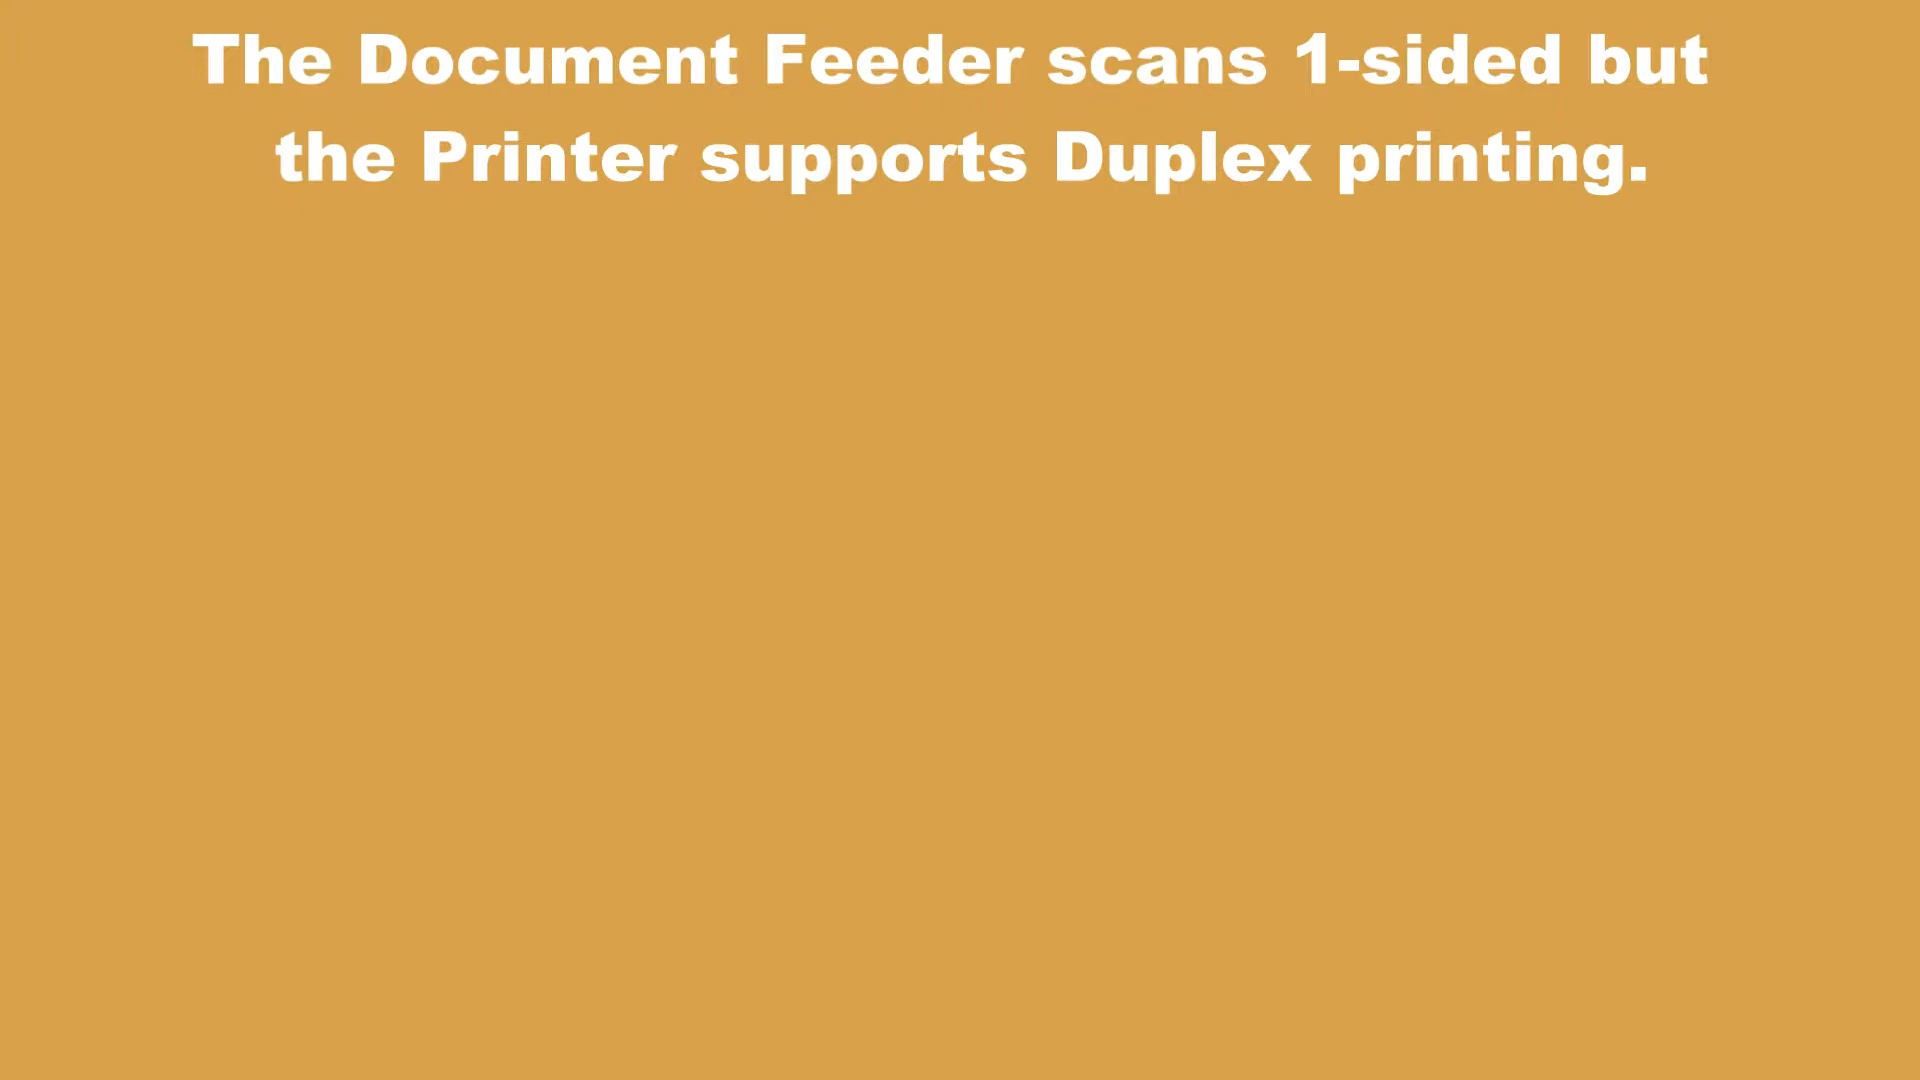 The Document Feeder scans 1-sided but
the Printer supports Duplex printing.